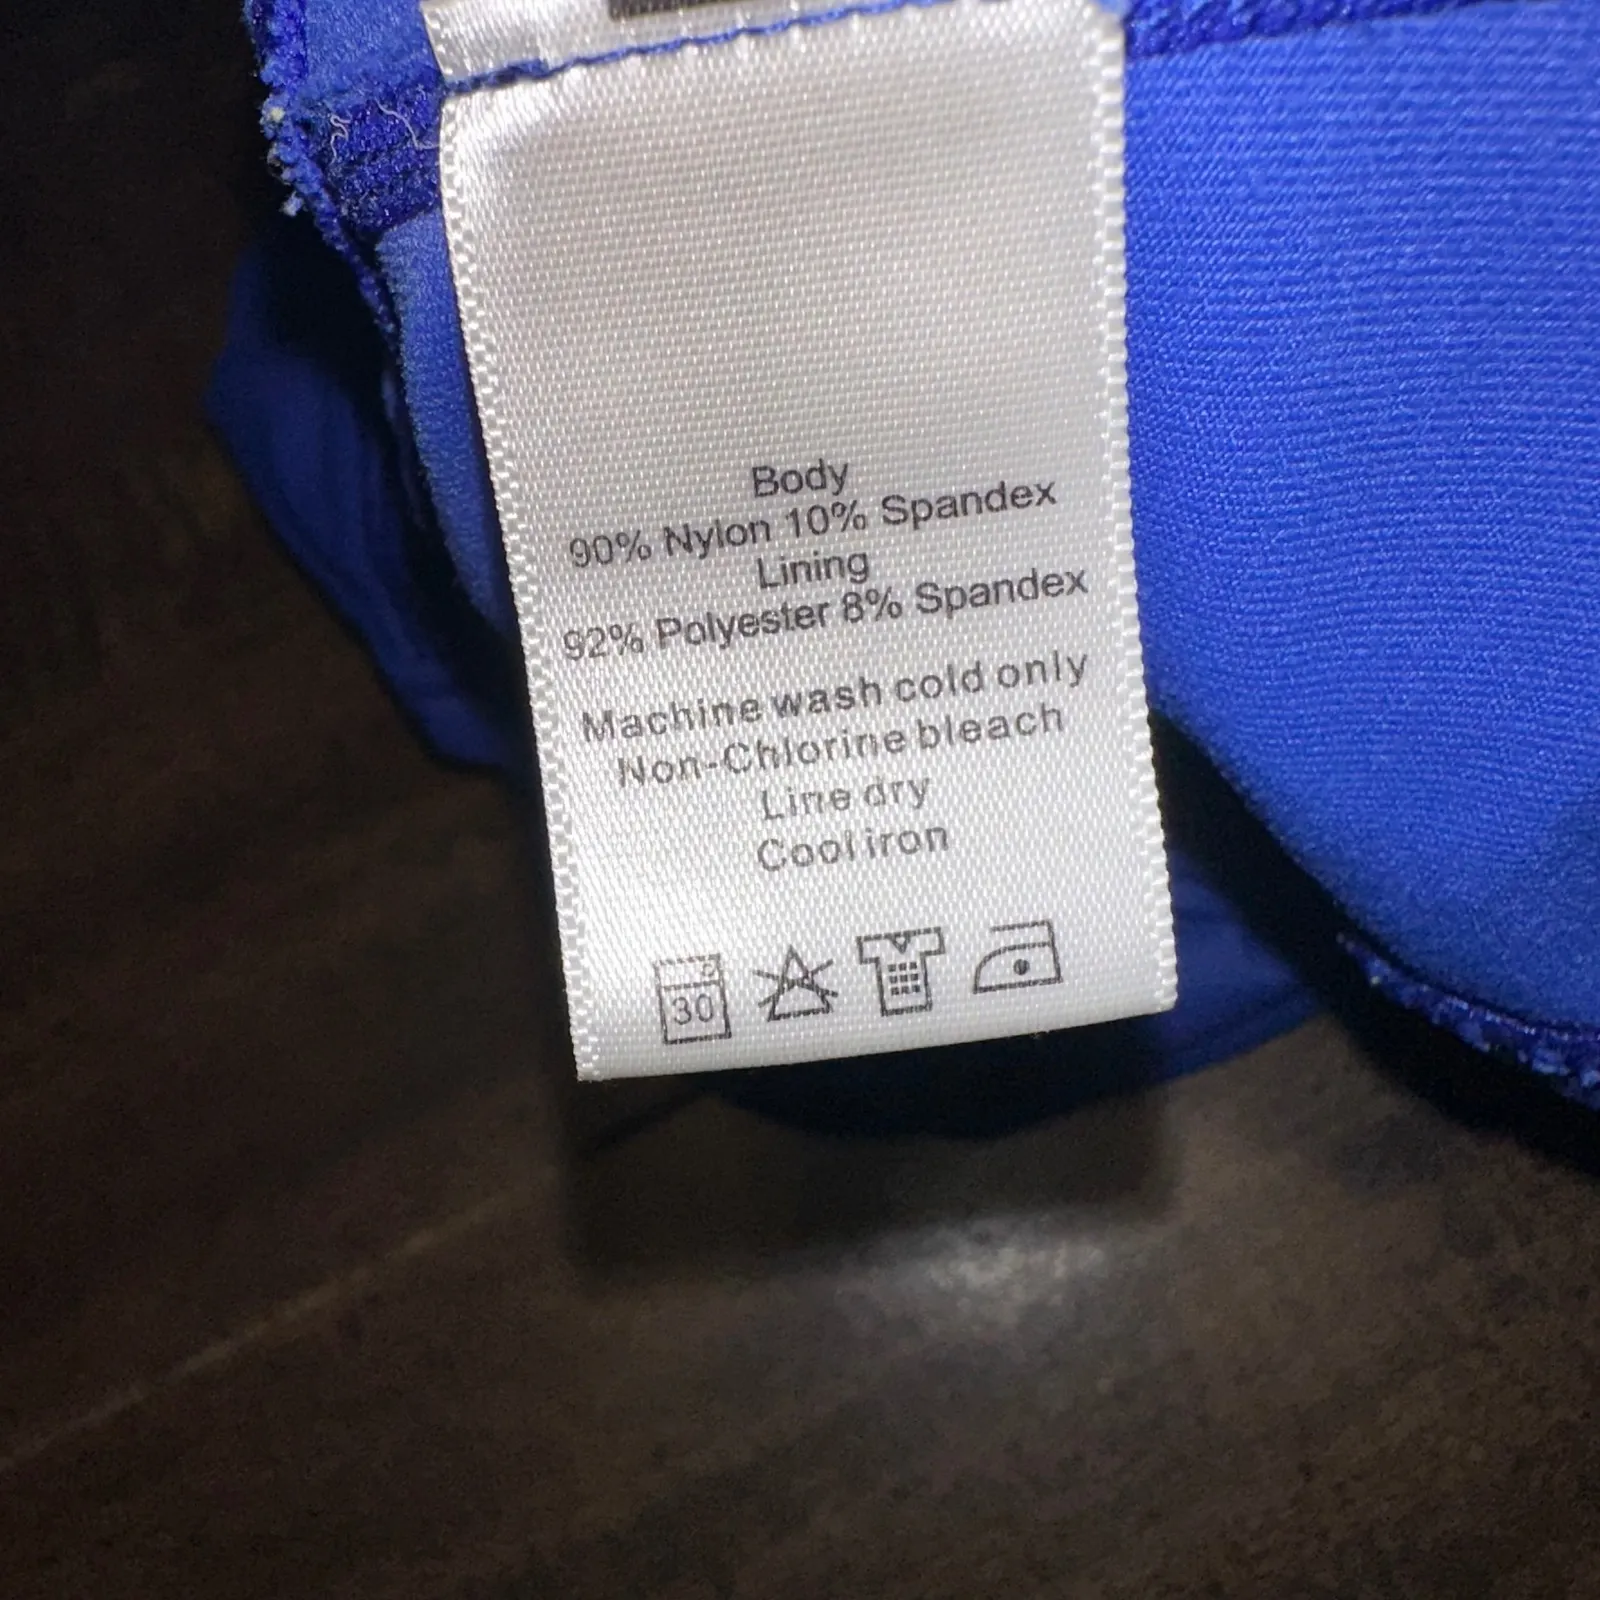 Body
90% Nylon 10% Spandex
Lining
92% Polyester 8% Spandex
Machine wash cold only
Non-Chlorine bleach
Line dry
Cool iron
30